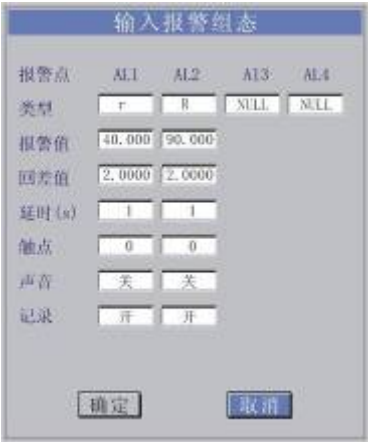 输入报警组态
报警点 AL1 AL2 AL3 AL4
类型 r R NULL NULL
报警值 40.000 90.000
回差值 2.0000 2.0000
延时(s) 1 1
触点 0 0
声音 关 关
记录 开 开
确定 取消